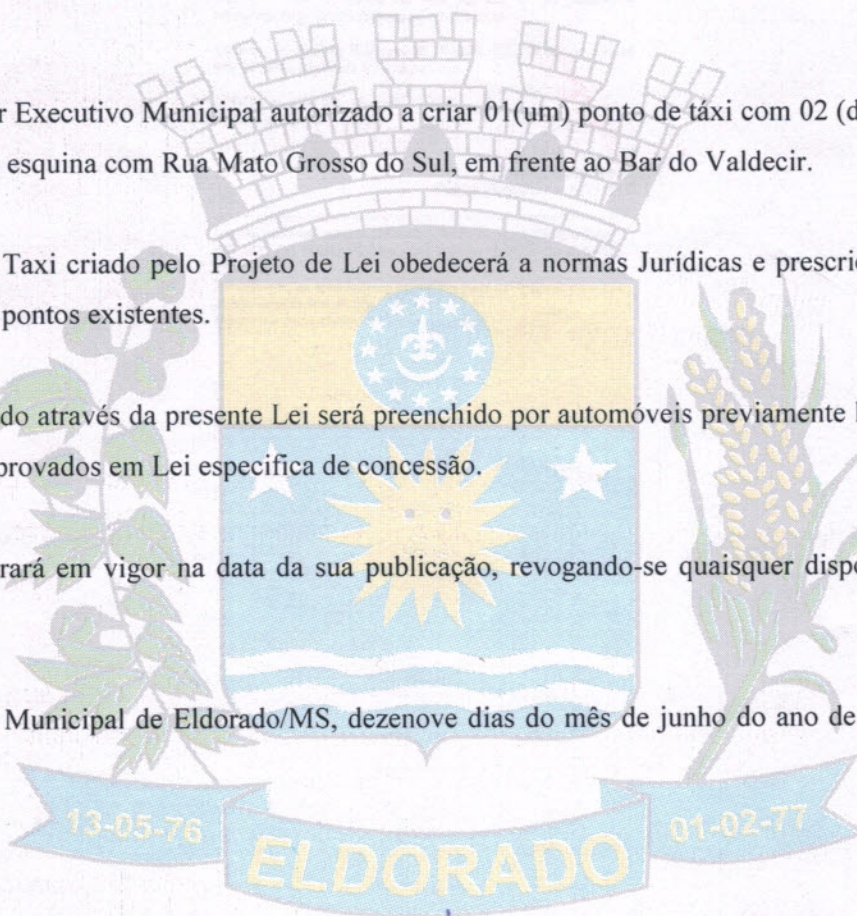 r Executivo Municipal autorizado a criar 01(um) ponto de táxi com 02 (d
esquina com Rua Mato Grosso do Sul, em frente ao Bar do Valdecir.
Taxi criado pelo Projeto de Lei obedecerá a normas Jurídicas e prescri
pontos existentes.
do através da presente Lei será preenchido por automóveis previamente
provados em Lei especifica de concessão.
rará em vigor na data da sua publicação, revogando-se quaisquer dispo
Municipal de Eldorado/MS, dezenove dias do mês de junho do ano de
13-05-76 ELDORADO 01-02-77